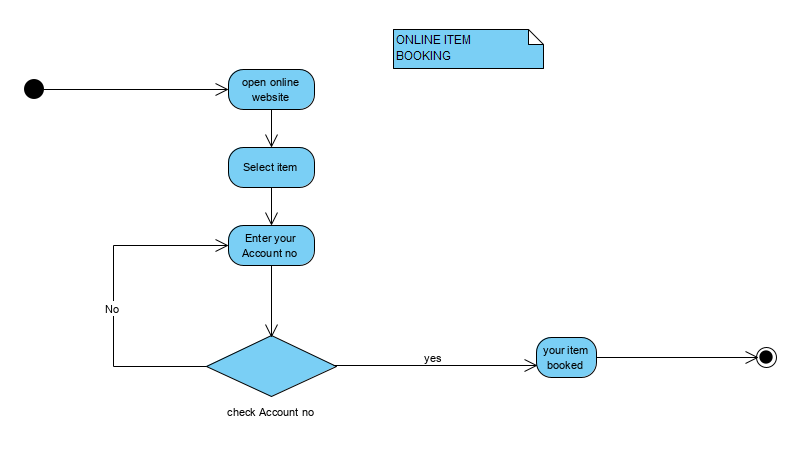 ONLINE ITEM
BOOKING
open online
website
Select item
Enter your
Account no
No
yes
your item
booked
check Account no